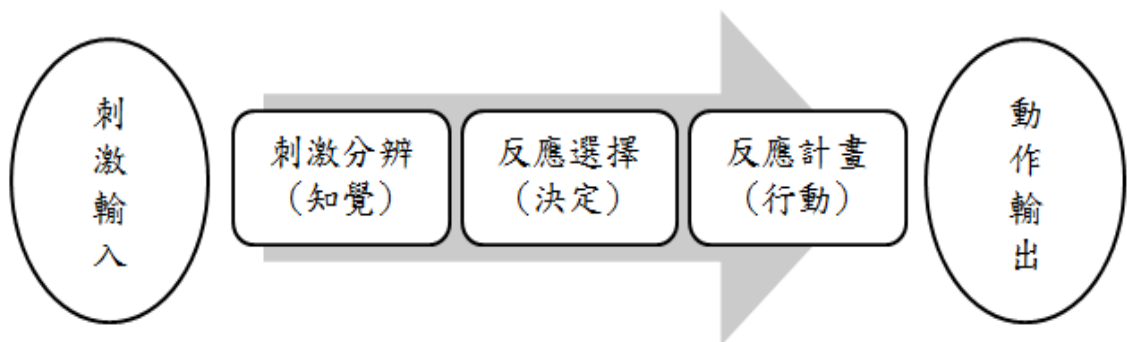 刺激輸入
刺激分辨
（知覺）
反應選擇
（決定）
反應計畫
（行動）
動作輸出